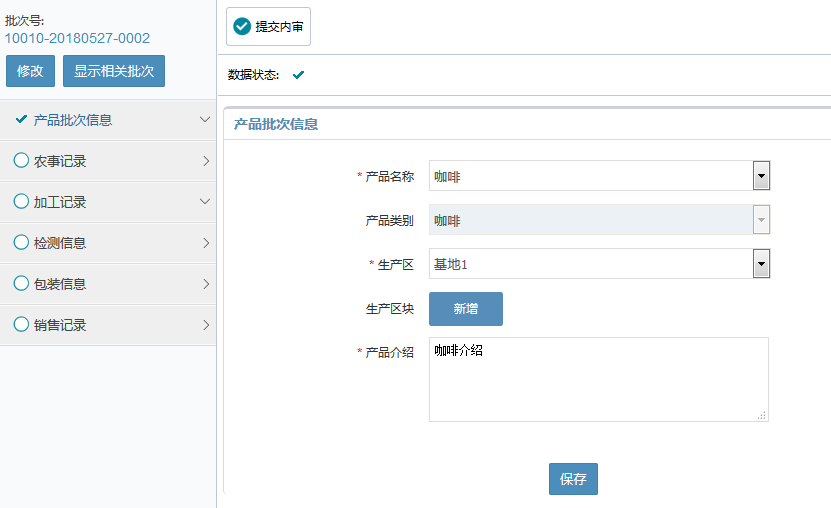 批次号:
10010-20180527-0002
修改
显示相关批次
产品批次信息
农事记录
加工记录
检测信息
包装信息
销售记录
提交内审
数据状态:
产品批次信息
* 产品名称
咖啡
产品类别
咖啡
* 生产区
基地1
生产区块
新增
* 产品介绍
咖啡介绍
保存